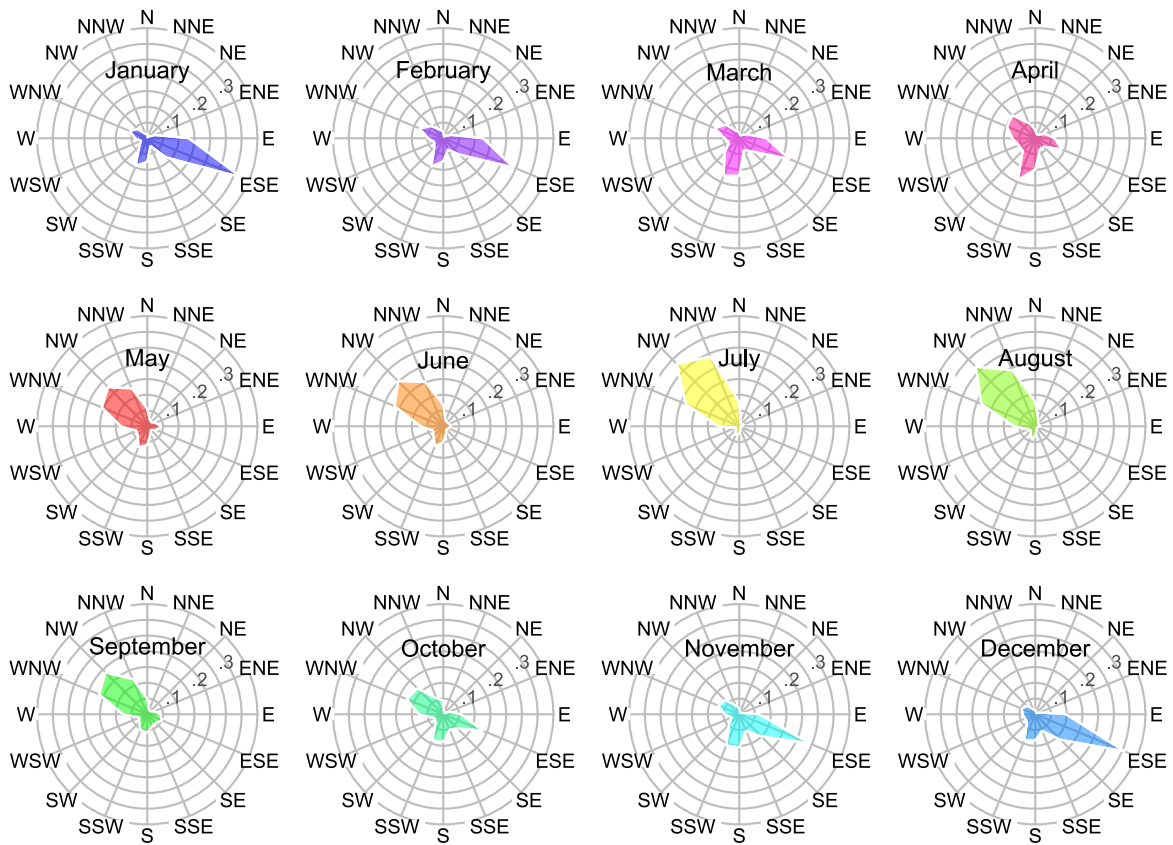 N N N N
NNW NNE NNW NNE NNW NNE NNW NNE
NW NE NW NE NW NE NW NE
January February March April
WNW .3 ENE WNW .3 ENE WNW .3 ENE WNW .3 ENE
.2 .2 .2 .2
.1 .1 .1 .1
W E W E W E W E
WSW ESE WSW ESE WSW ESE WSW ESE
SW SE SW SE SW SE SW SE
SSW SSE SSW SSE SSW SSE SSW SSE
S S S S
N N N N
NNW NNE NNW NNE NNW NNE NNW NNE
NW NE NW NE NW NE NW NE
May June July August
WNW .3 ENE WNW .3 ENE WNW .3 ENE WNW .3 ENE
.2 .2 .2 .2
.1 .1 .1 .1
W E W E W E W E
WSW ESE WSW ESE WSW ESE WSW ESE
SW SE SW SE SW SE SW SE
SSW SSE SSW SSE SSW SSE SSW SSE
S S S S
N N N N
NNW NNE NNW NNE NNW NNE NNW NNE
NW NE NW NE NW NE NW NE
September October November December
WNW .3 ENE WNW .3 ENE WNW .3 ENE WNW .3 ENE
.2 .2 .2 .2
.1 .1 .1 .1
W E W E W E W E
WSW ESE WSW ESE WSW ESE WSW ESE
SW SE SW SE SW SE SW SE
SSW SSE SSW SSE SSW SSE SSW SSE
S S S S